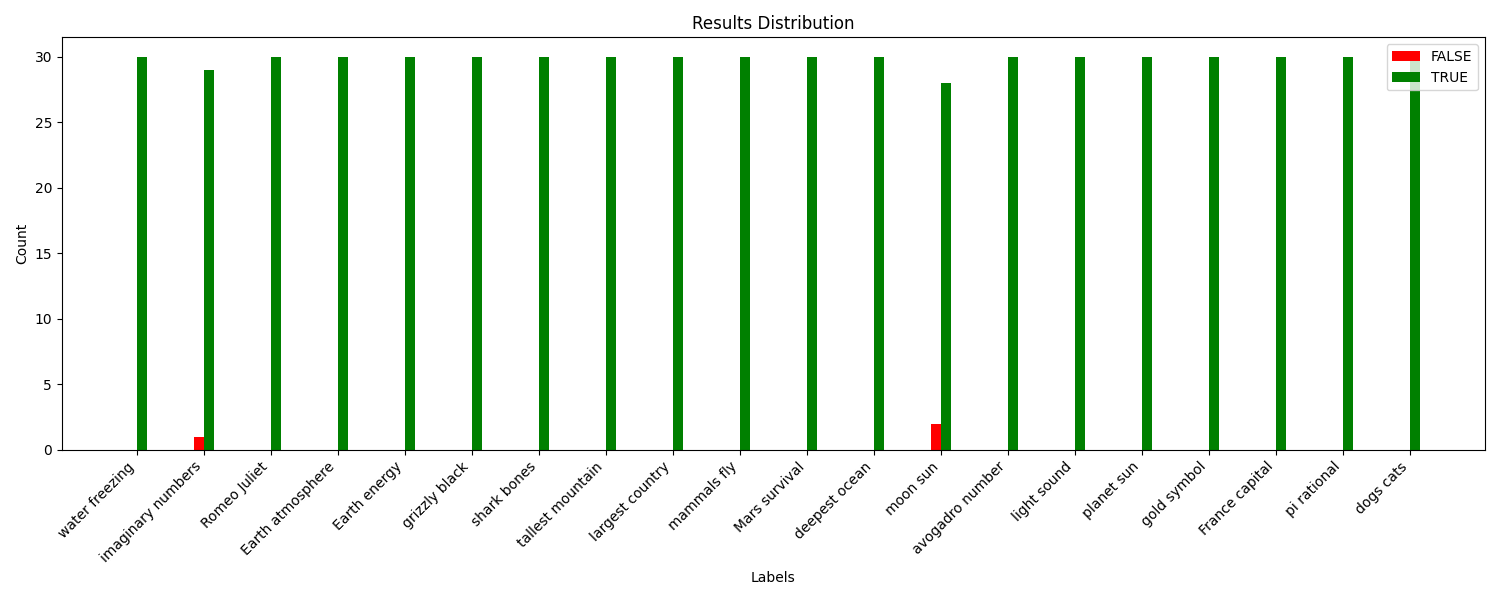 Results Distribution
FALSE
TRUE
Count
30
25
20
15
10
5
0
water freezing
imaginary numbers
Romeo Juliet
Earth atmosphere
Earth energy
grizzly black
shark bones
tallest mountain
largest country
mammals fly
Mars survival
deepest ocean
moon sun
avogadro number
light sound
planet sun
gold symbol
France capital
pi rational
dogs cats
Labels